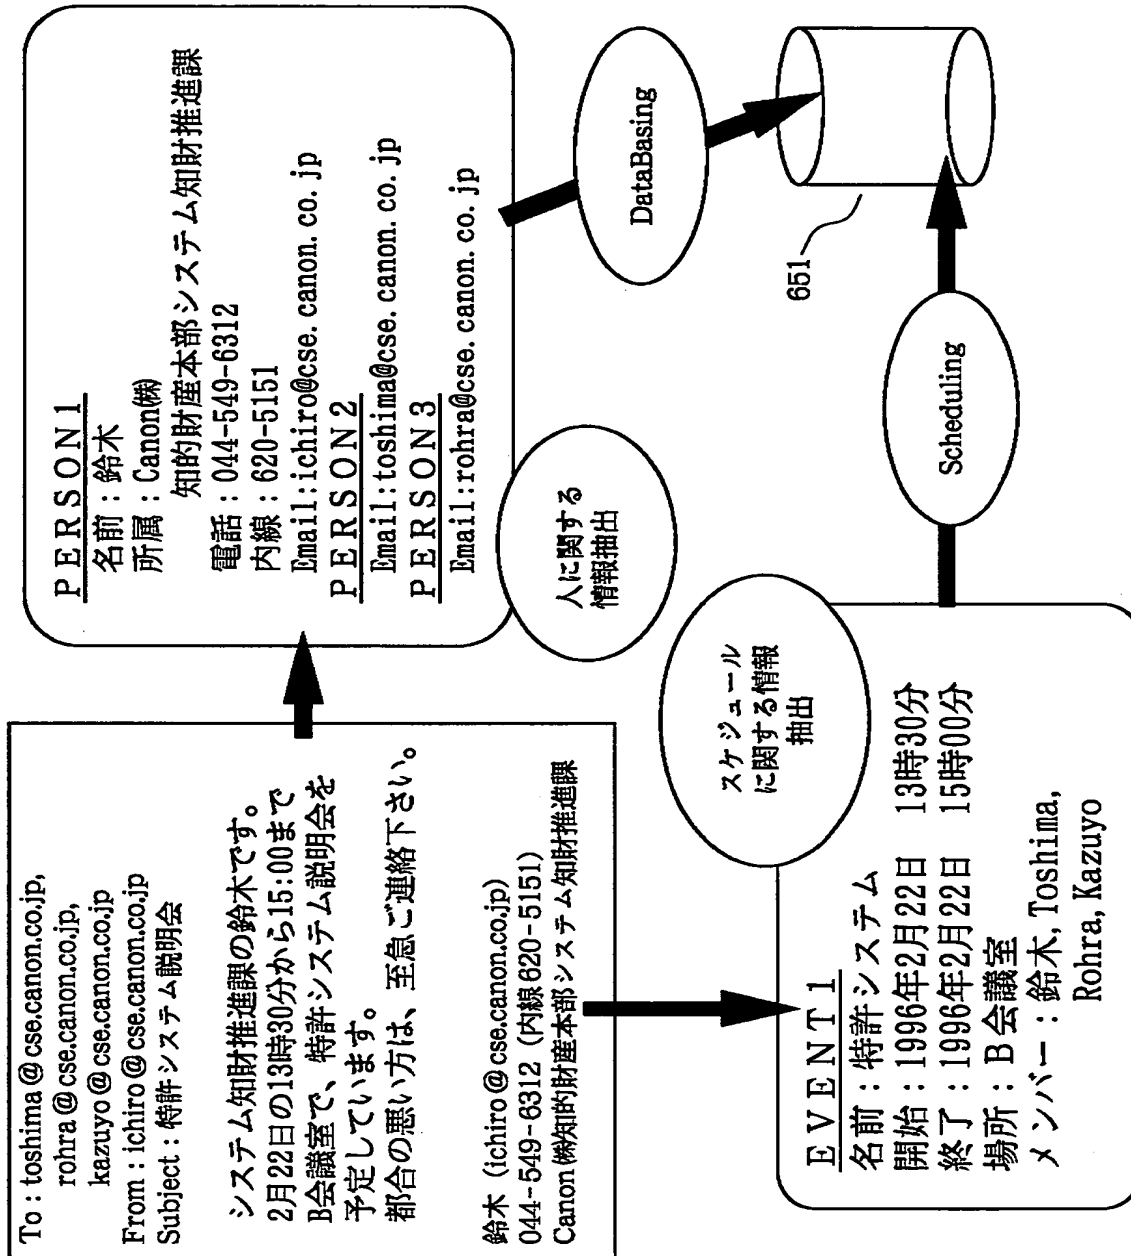 To : toshima@cse.canon.co.jp,
rohra@cse.canon.co.jp,
kazuyo@cse.canon.co.jp
From : ichiro@cse.canon.co.jp
Subject : 特許システム説明会
システム知財推進課の鈴木です。
2月22日の13時30分から15:00まで
B会議室で、特許システム説明会を
予定しています。
都合の悪い方は、至急ご連絡下さい。
鈴木 (ichiro@cse.canon.co.jp)
044-549-6312 (内線 620-5151)
Canon㈱知的財産本部システム知財推進課
PERSON1
名前：鈴木
所属：Canon㈱
知的財産本部システム知財推進課
電話：044-549-6312
内線：620-5151
Email:ichiro@cse.canon.co.jp
PERSON2
Email:toshima@cse.canon.co.jp
PERSON3
Email:rohra@cse.canon.co.jp
人に関する
情報抽出
DataBasing
651
EVENT1
名前：特許システム
開始：1996年2月22日 13時30分
終了：1996年2月22日 15時00分
場所：B会議室
メンバー：鈴木,Toshima,
Rohra,Kazuyo
スケジュール
に関する情報
抽出
Scheduling